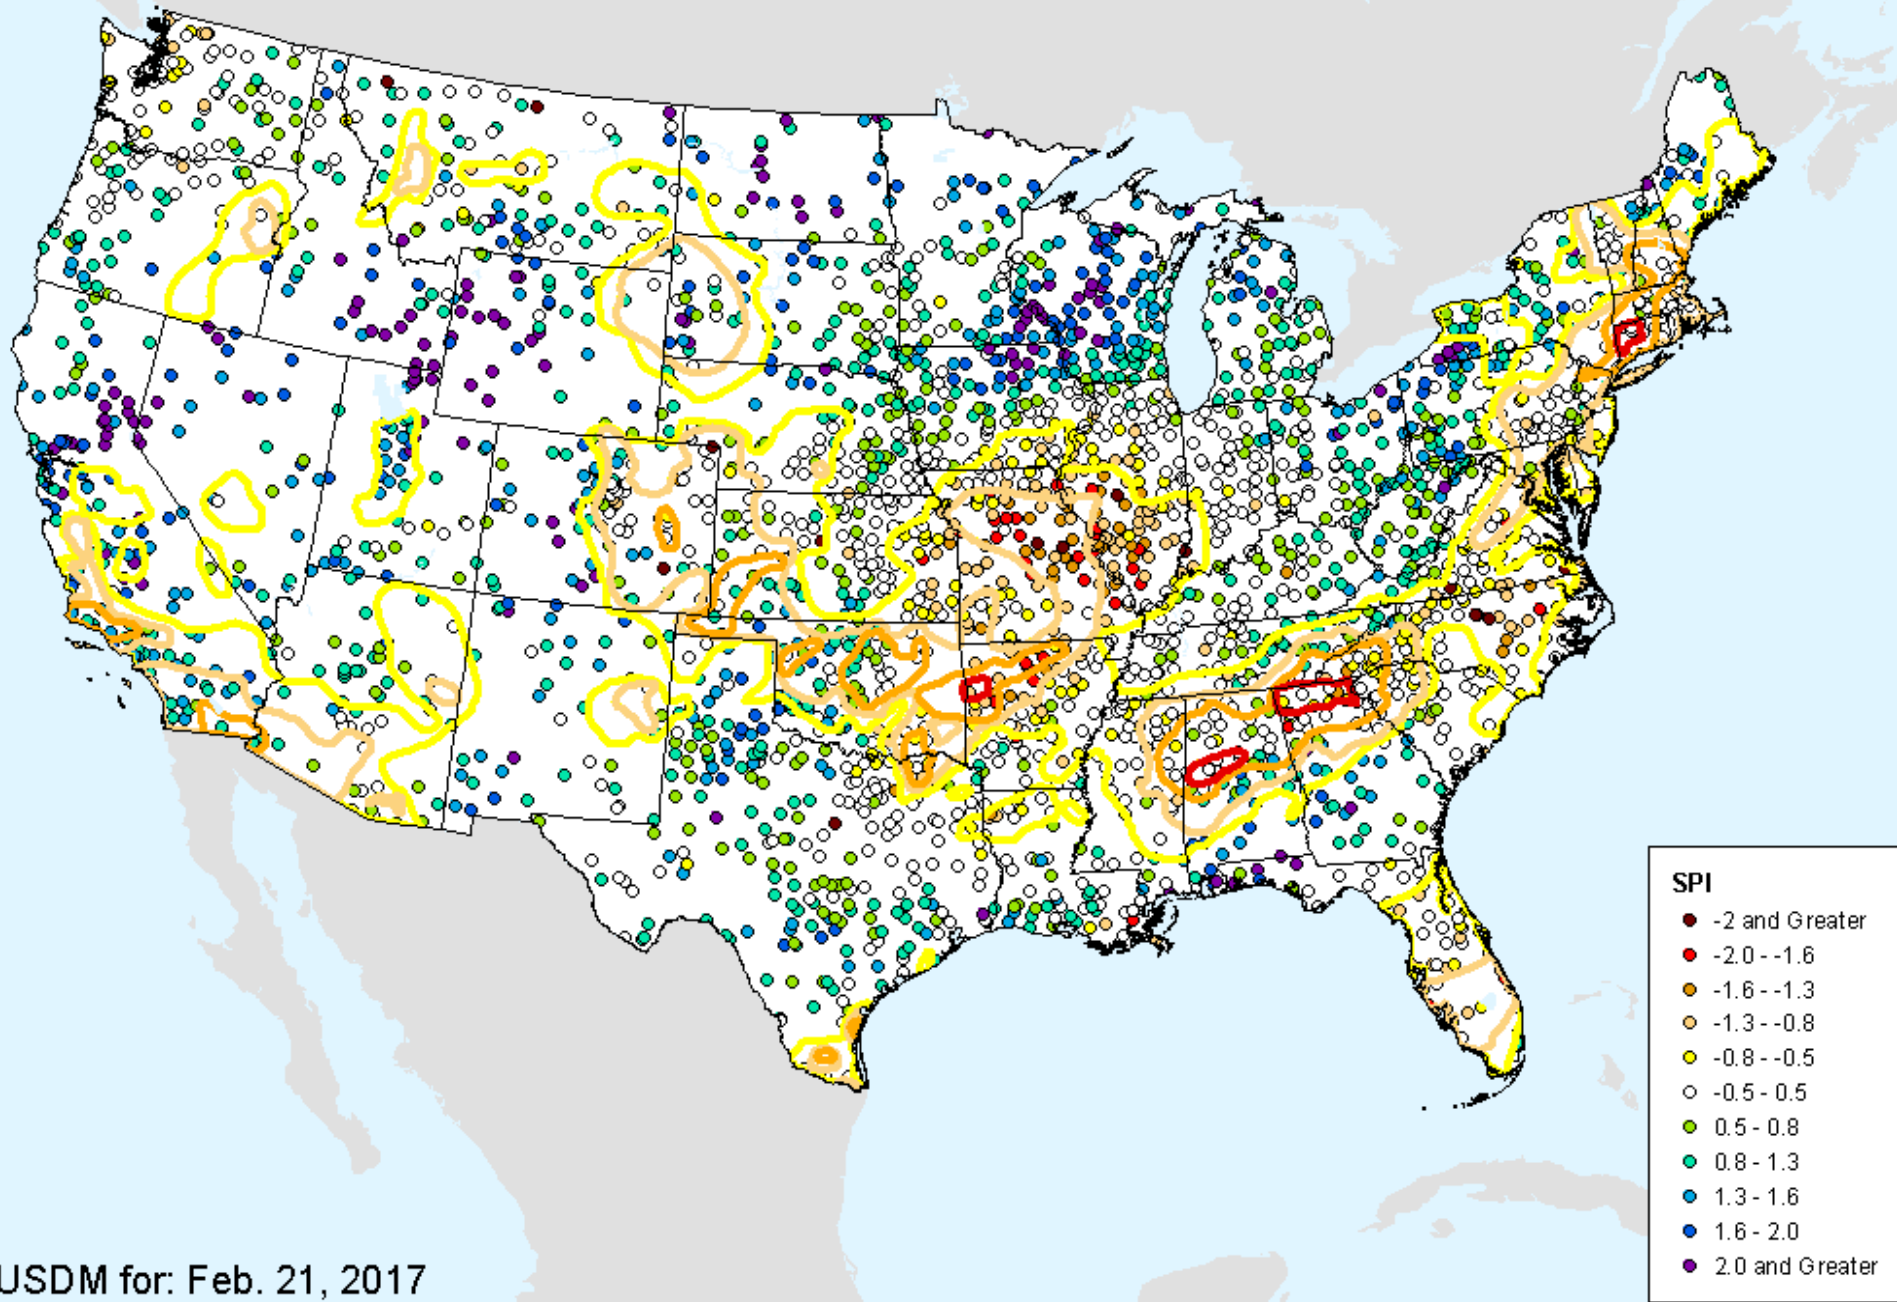 SPI
-2 and Greater
-2.0 - -1.6
-1.6 - -1.3
-1.3 - -0.8
-0.8 - -0.5
-0.5 - 0.5
0.5 - 0.8
0.8 - 1.3
1.3 - 1.6
1.6 - 2.0
2.0 and Greater
USDM for: Feb. 21, 2017